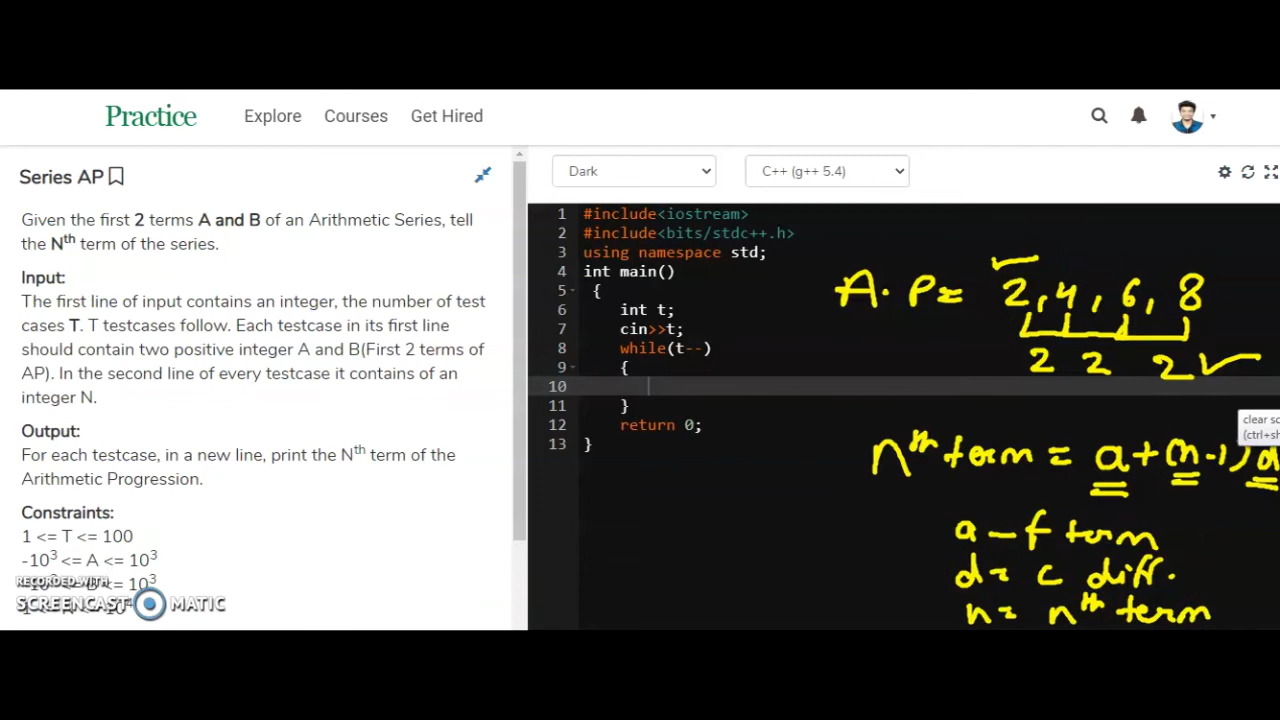 Practice Explore Courses Get Hired
Series AP
Given the first 2 terms A and B of an Arithmetic Series, tell
the Nth term of the series.
Input:
The first line of input contains an integer, the number of test
cases T. T testcases follow. Each testcase in its first line
should contain two positive integer A and B(First 2 terms of
AP). In the second line of every testcase it contains of an
integer N.
Output:
For each testcase, in a new line, print the Nth term of the
Arithmetic Progression.
Constraints:
1 <= T <= 100
-10³ <= A <= 10³
<= 10³
RECORDED WITH
SCREENCAST MATIC
Dark C++ (g++ 5.4)
1 #include<iostream>
2 #include<bits/stdc++.h>
3 using namespace std;
4 int main()
5 {
6 int t;
7 cin>>t;
8 while(t--)
9 {
10
11 }
12 return 0;
13 }
A.P= 2,4,6,8
2 2 2
clear sc
(ctrl+sh
nth term = a+(n-1)d
a - f term
d= c diff.
n= nth term